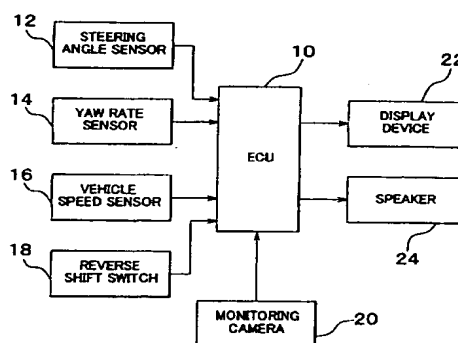 12
STEERING
ANGLE SENSOR
10
22
14
YAW RATE
SENSOR
ECU
DISPLAY
DEVICE
16
VEHICLE
SPEED SENSOR
SPEAKER
24
18
REVERSE
SHIFT SWITCH
MONITORING
CAMERA
20